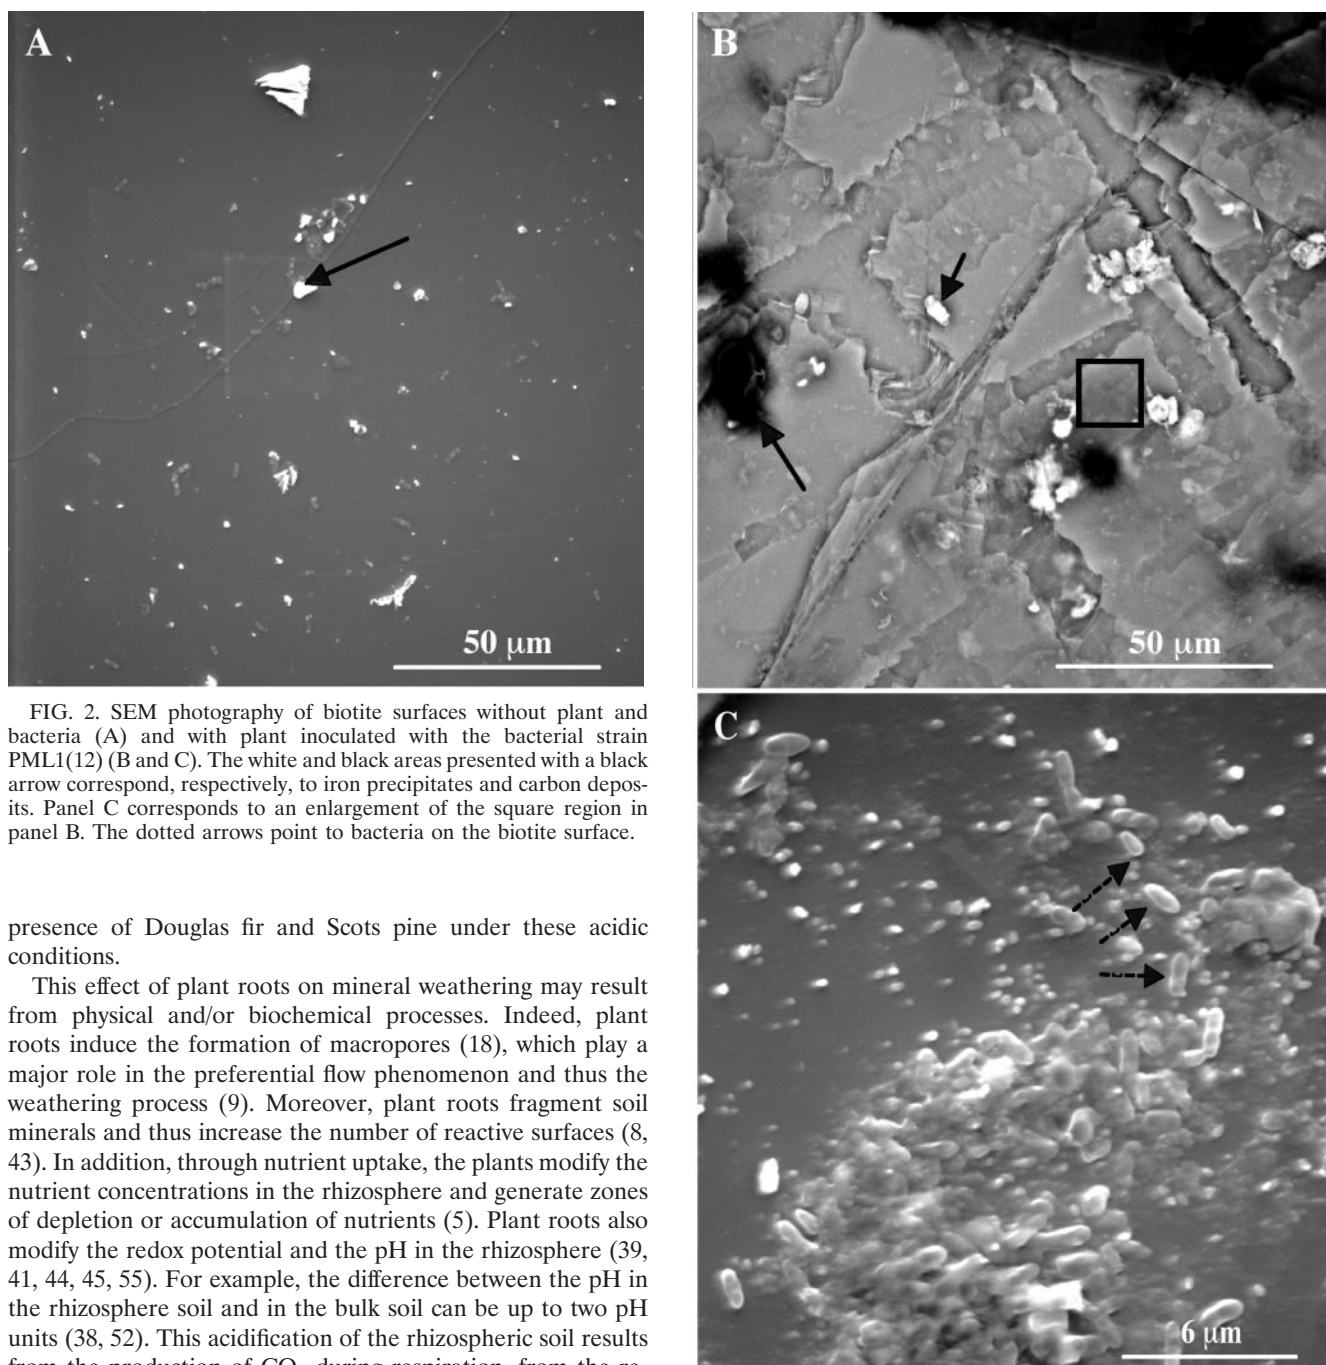 A
50 μm
B
50 μm
C
6 μm
FIG. 2. SEM photography of biotite surfaces without plant and
bacteria (A) and with plant inoculated with the bacterial strain
PML1(12) (B and C). The white and black areas presented with a black
arrow correspond, respectively, to iron precipitates and carbon depos-
its. Panel C corresponds to an enlargement of the square region in
panel B. The dotted arrows point to bacteria on the biotite surface.
presence of Douglas fir and Scots pine under these acidic
conditions.
This effect of plant roots on mineral weathering may result
from physical and/or biochemical processes. Indeed, plant
roots induce the formation of macropores (18), which play a
major role in the preferential flow phenomenon and thus the
weathering process (9). Moreover, plant roots fragment soil
minerals and thus increase the number of reactive surfaces (8,
43). In addition, through nutrient uptake, the plants modify the
nutrient concentrations in the rhizosphere and generate zones
of depletion or accumulation of nutrients (5). Plant roots also
modify the redox potential and the pH in the rhizosphere (39,
41, 44, 45, 55). For example, the difference between the pH in
the rhizosphere soil and in the bulk soil can be up to two pH
units (38, 52). This acidification of the rhizospheric soil results
from the production of CO during respiration, from the re-